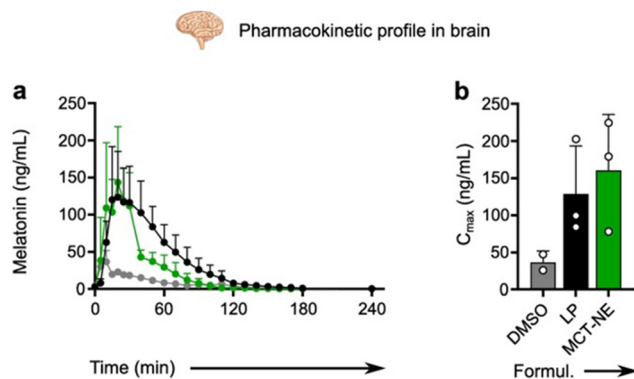 Pharmacokinetic profile in brain
a
Melatonin (ng/mL)
250
200
150
100
50
0
0 60 120 180 240
Time (min)
b
Cmax (ng/mL)
250
200
150
100
50
0
DMSO
LP
MCT-NE
Formul.